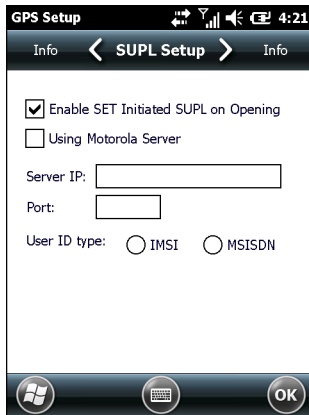 GPS Setup 4:21
Info SUPL Setup Info
Enable SET Initiated SUPL on Opening
Using Motorola Server
Server IP:
Port:
User ID type: IMSI MSISDN
OK